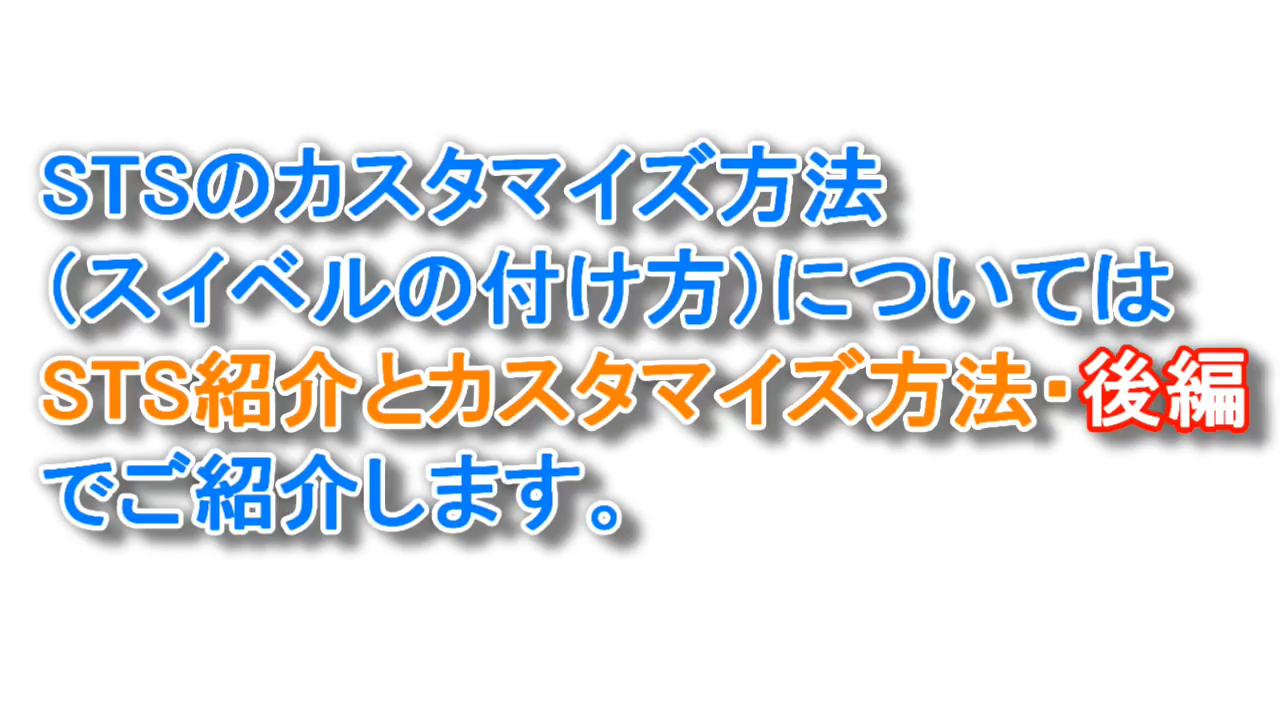 STSのカスタマイズ方法
（スイベルの付け方）については
STS紹介とカスタマイズ方法・後編
でご紹介します。